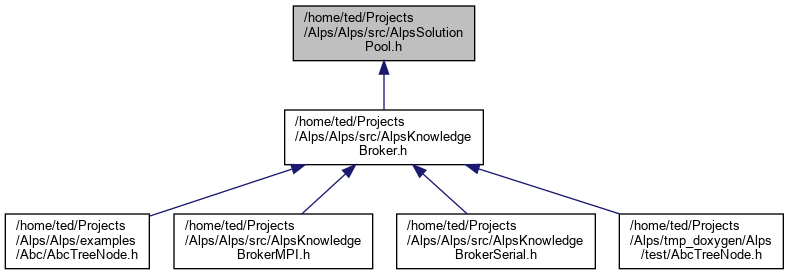 /home/ted/Projects
/Alps/Alps/src/AlpsSolution
Pool.h
/home/ted/Projects
/Alps/Alps/src/AlpsKnowledge
Broker.h
/home/ted/Projects
/Alps/Alps/examples
/Abc/AbcTreeNode.h
/home/ted/Projects
/Alps/Alps/src/AlpsKnowledge
BrokerMPI.h
/home/ted/Projects
/Alps/Alps/src/AlpsKnowledge
BrokerSerial.h
/home/ted/Projects
/Alps/tmp_doxygen/Alps
/test/AbcTreeNode.h